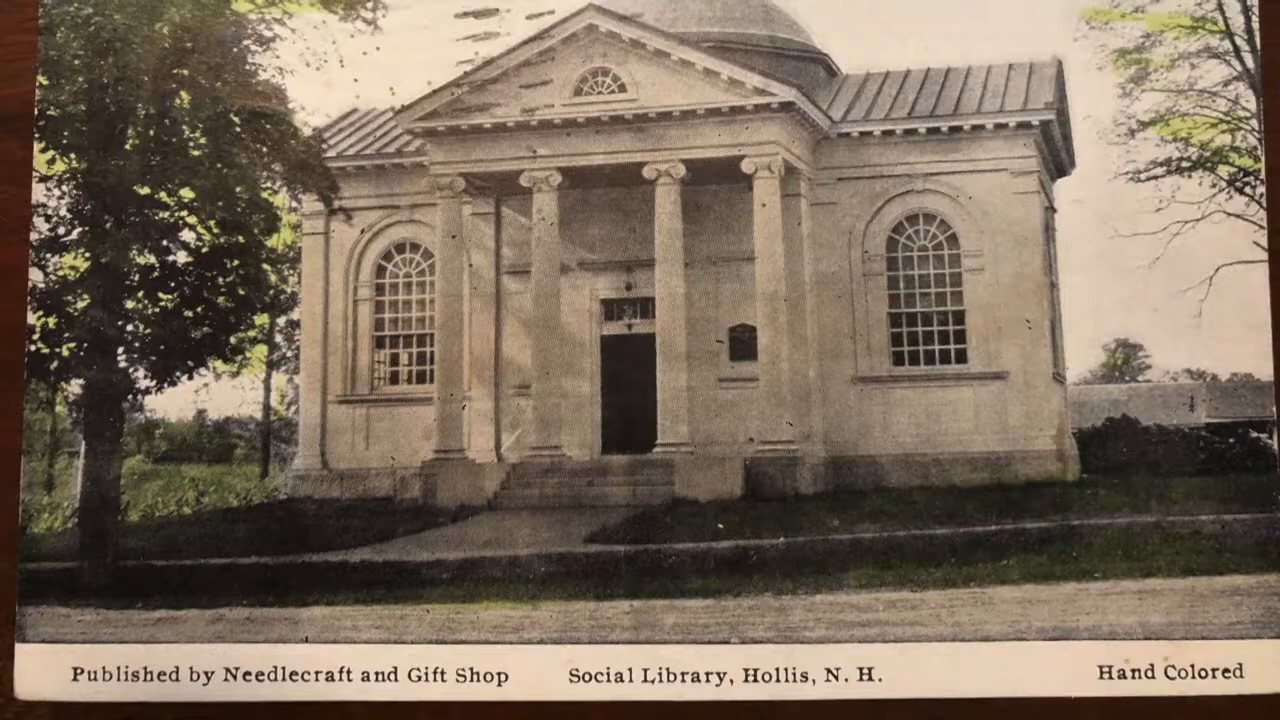 Published by Needlecraft and Gift Shop Social Library, Hollis, N. H. Hand Colored